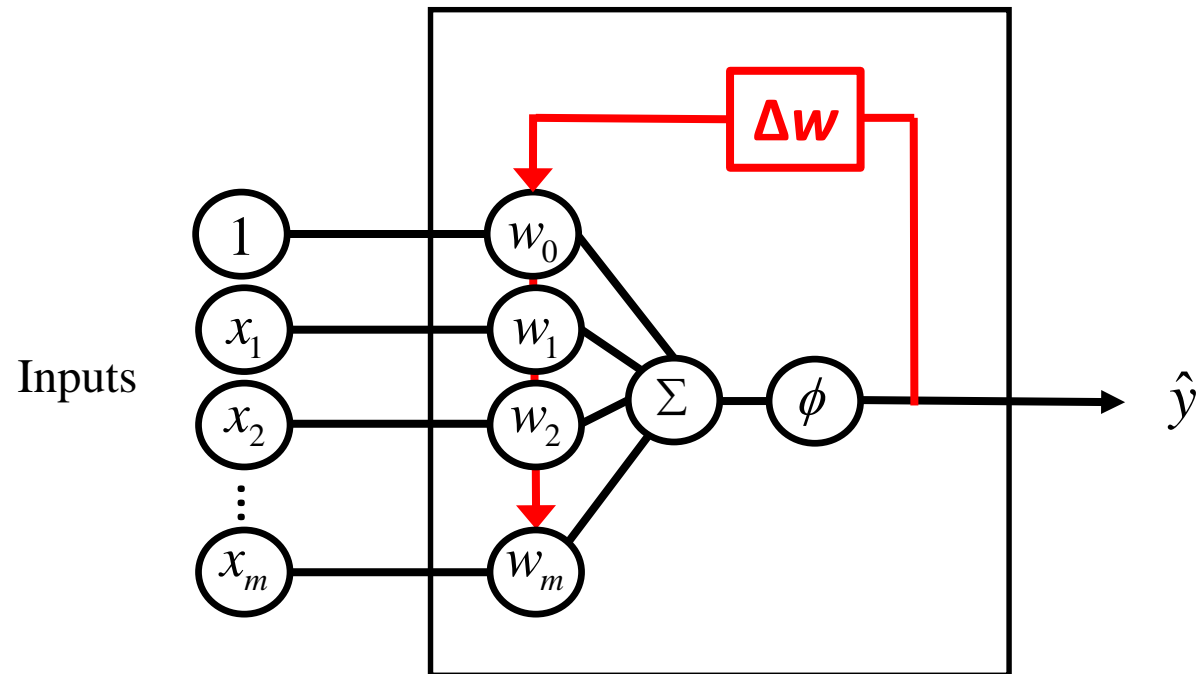 Δw
1 w₀
x₁ w₁
Inputs Σ ϕ ŷ
x₂ w₂
⋮
xₘ wₘ